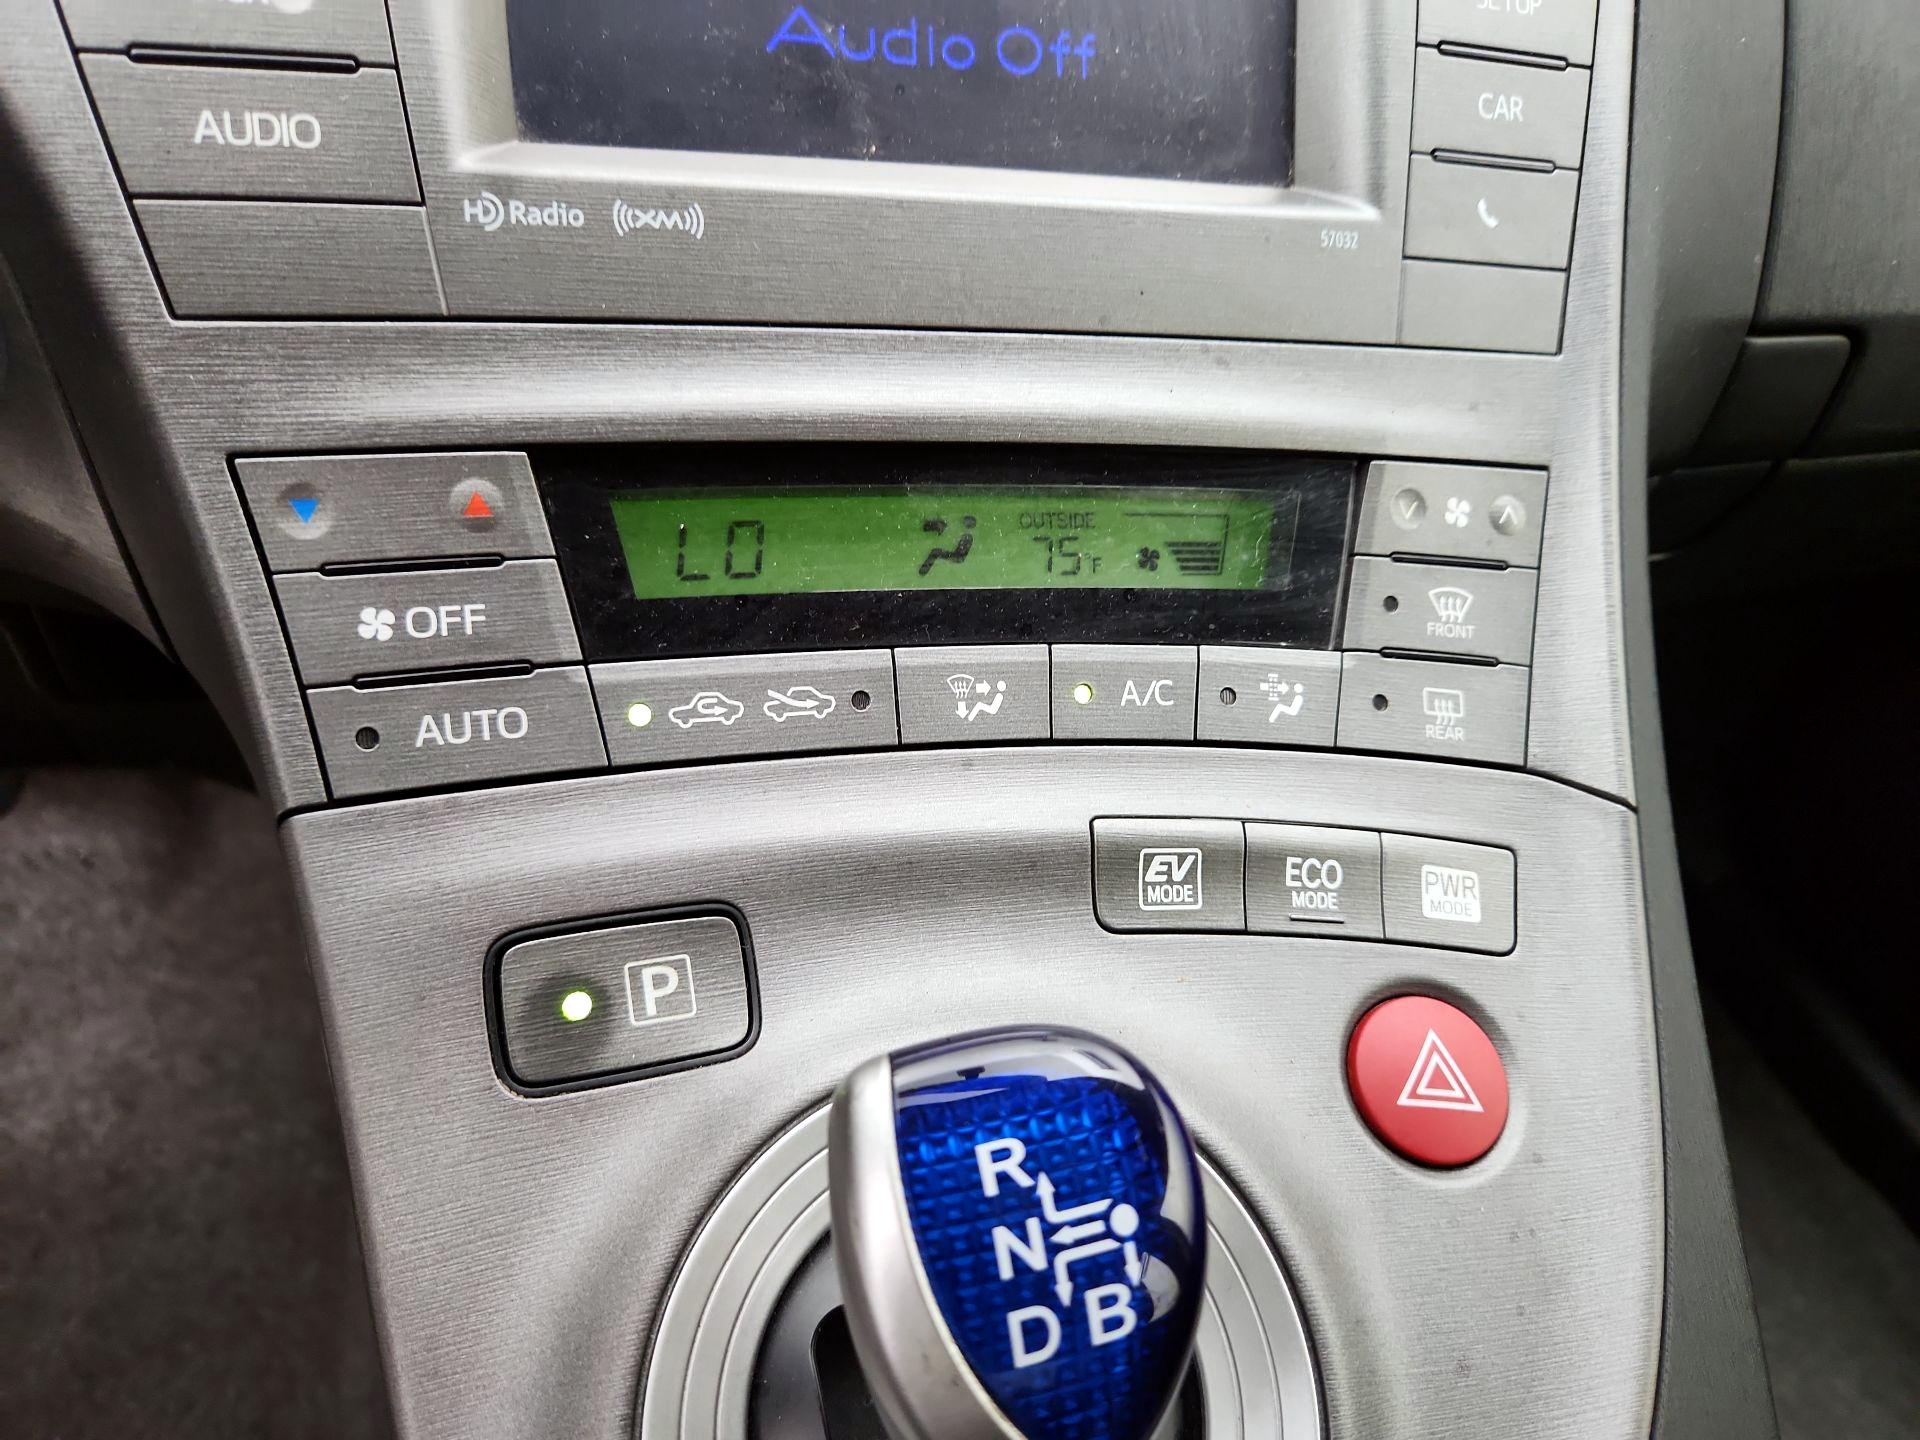 Audio Off
SETUP
AUDIO
CAR
HD Radio ((XM))
57032
LO
OUTSIDE
75°F
OFF
FRONT
AUTO
A/C
REAR
EV
MODE
ECO
MODE
PWR
MODE
P
R
N
D B